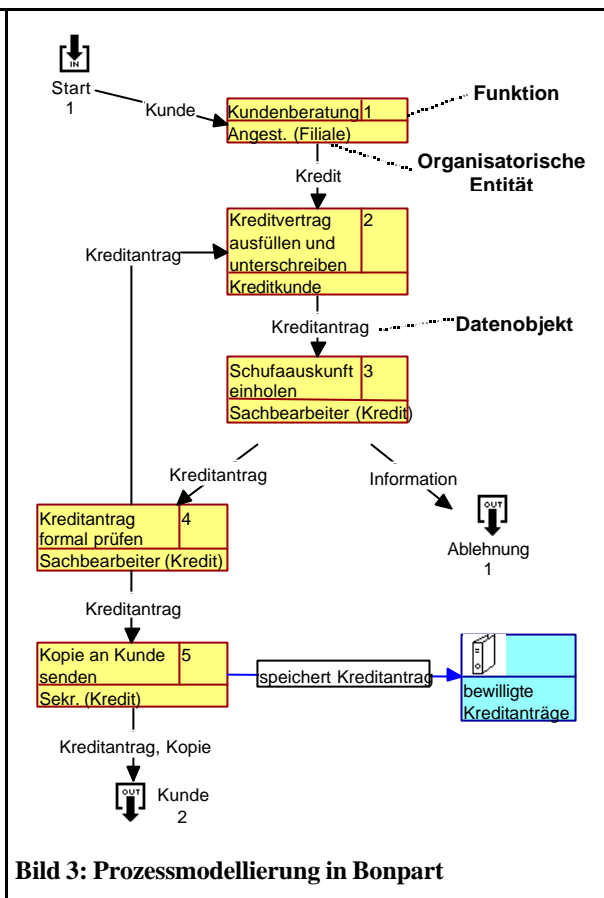 IN
Start
1
Kunde
Kundenberatung 1
Angest. (Filiale)
Funktion
Organisatorische
Entität
Kredit
Kreditvertrag 2
ausfüllen und
unterschreiben
Kreditkunde
Kreditantrag
Kreditantrag
Datenobjekt
Schufaauskunft 3
einholen
Sachbearbeiter (Kredit)
Kreditantrag
Information
OUT
Ablehnung
1
Kreditantrag 4
formal prüfen
Sachbearbeiter (Kredit)
Kreditantrag
Kopie an Kunde 5
senden
Sekr. (Kredit)
speichert Kreditantrag
bewilligte
Kreditanträge
Kreditantrag, Kopie
OUT
Kunde
2
Bild 3: Prozessmodellierung in Bonpart